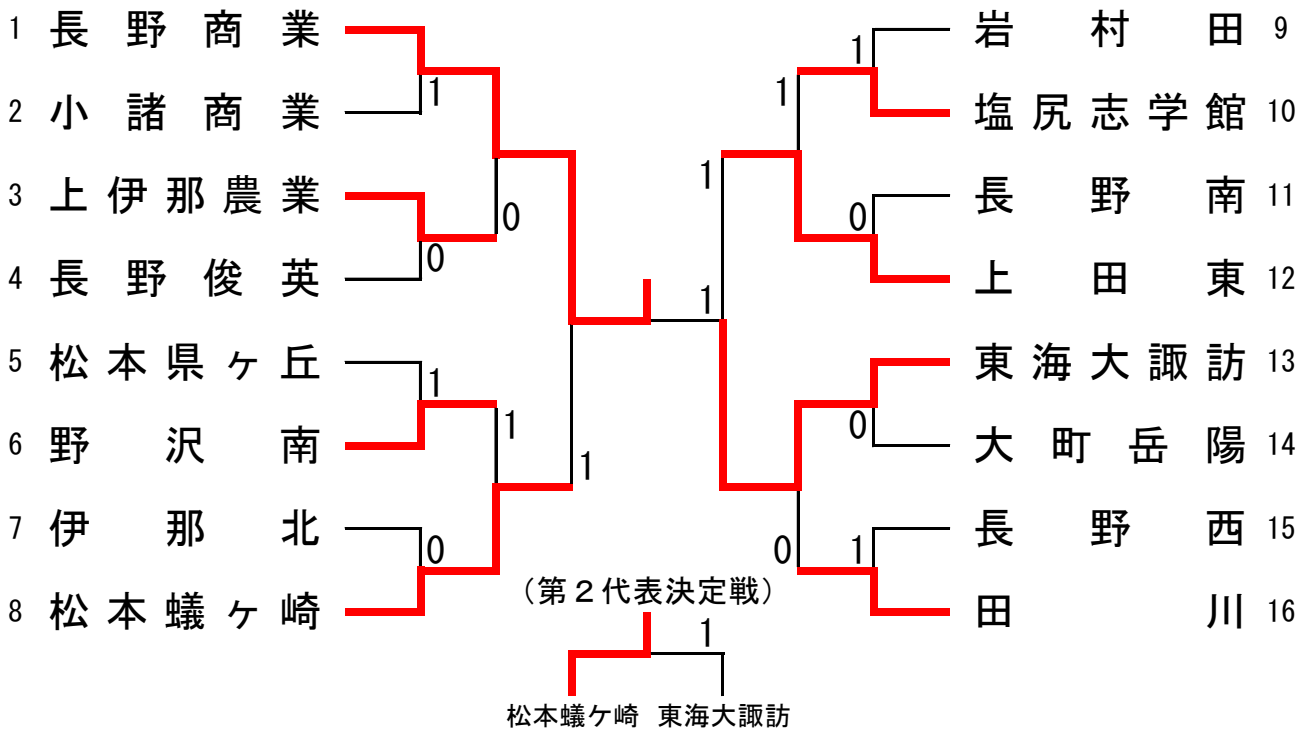 1 長野商業
2 小諸商業
3 上伊那農業
4 長野俊英
5 松本県ヶ丘
6 野沢南
7 伊那北
8 松本蟻ヶ崎
1
0
0
1
1
0
1
1
1
1
1
0
0
0
1
岩村田 9
塩尻志学館 10
長野南 11
上田東 12
東海大諏訪 13
大町岳陽 14
長野西 15
田川 16
(第2代表決定戦)
1
松本蟻ケ崎 東海大諏訪